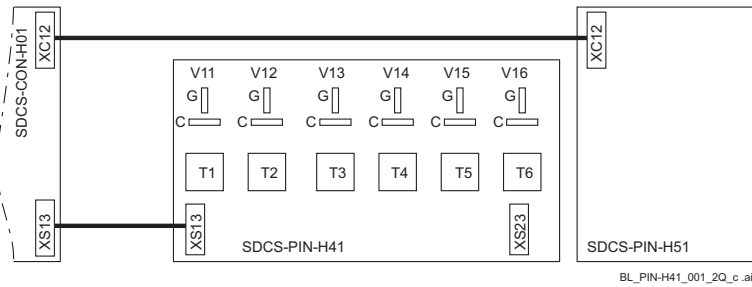 SDCS-CON-H01
XC12
XC12
V11 V12 V13 V14 V15 V16
G G G G G G
C C C C C C
T1 T2 T3 T4 T5 T6
XS13
XS13
XS23
SDCS-PIN-H41
SDCS-PIN-H51
BL_PIN-H41_001_2Q_c .ai